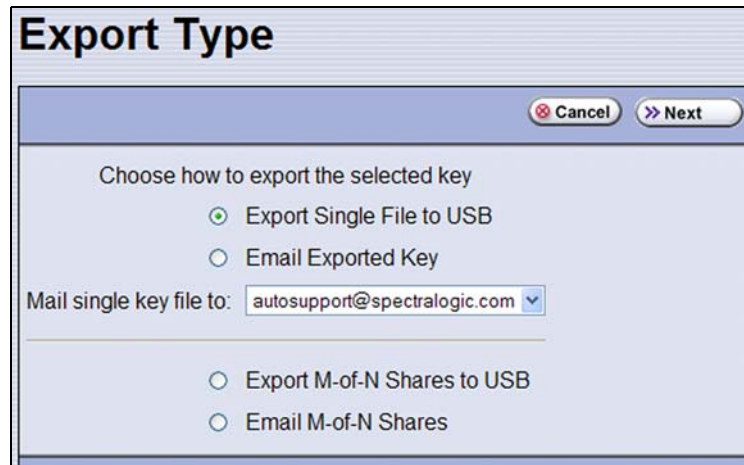 Export Type
Cancel
Next
Choose how to export the selected key
Export Single File to USB
Email Exported Key
Mail single key file to: autosupport@spectralogic.com
Export M-of-N Shares to USB
Email M-of-N Shares